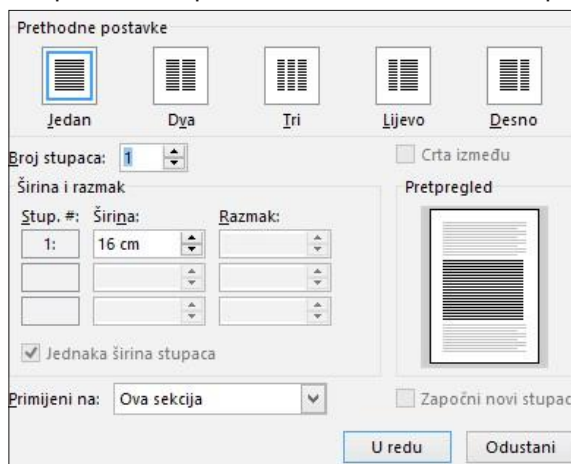 Prethodne postavke
Jedan Dva Tri Lijevo Desno
Broj stupaca: 1
Crta između
Širina i razmak
Pretpregled
Stup. #: Širina: Razmak:
1: 16 cm
Jednaka širina stupaca
Primijeni na: Ova sekcija
Započni novi stupac
U redu Odustani